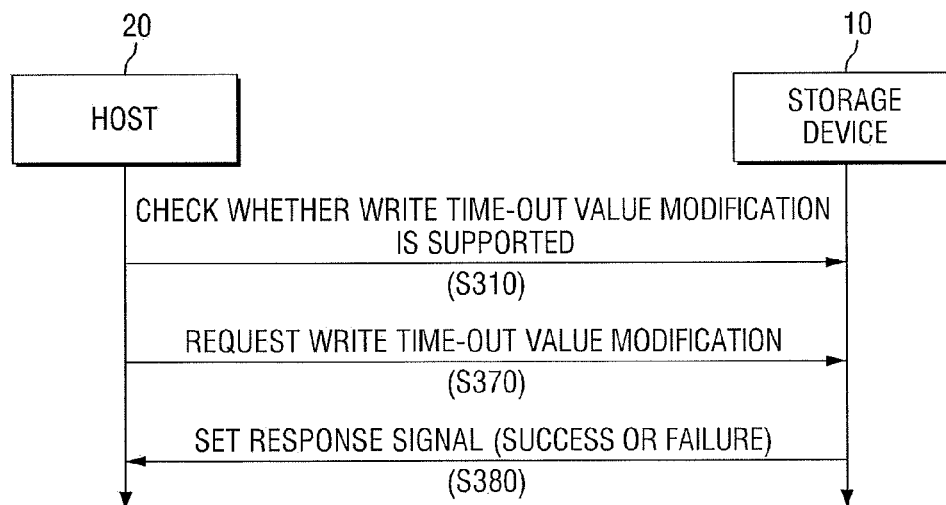 20
10
HOST
STORAGE
DEVICE
CHECK WHETHER WRITE TIME-OUT VALUE MODIFICATION
IS SUPPORTED
(S310)
REQUEST WRITE TIME-OUT VALUE MODIFICATION
(S370)
SET RESPONSE SIGNAL (SUCCESS OR FAILURE)
(S380)